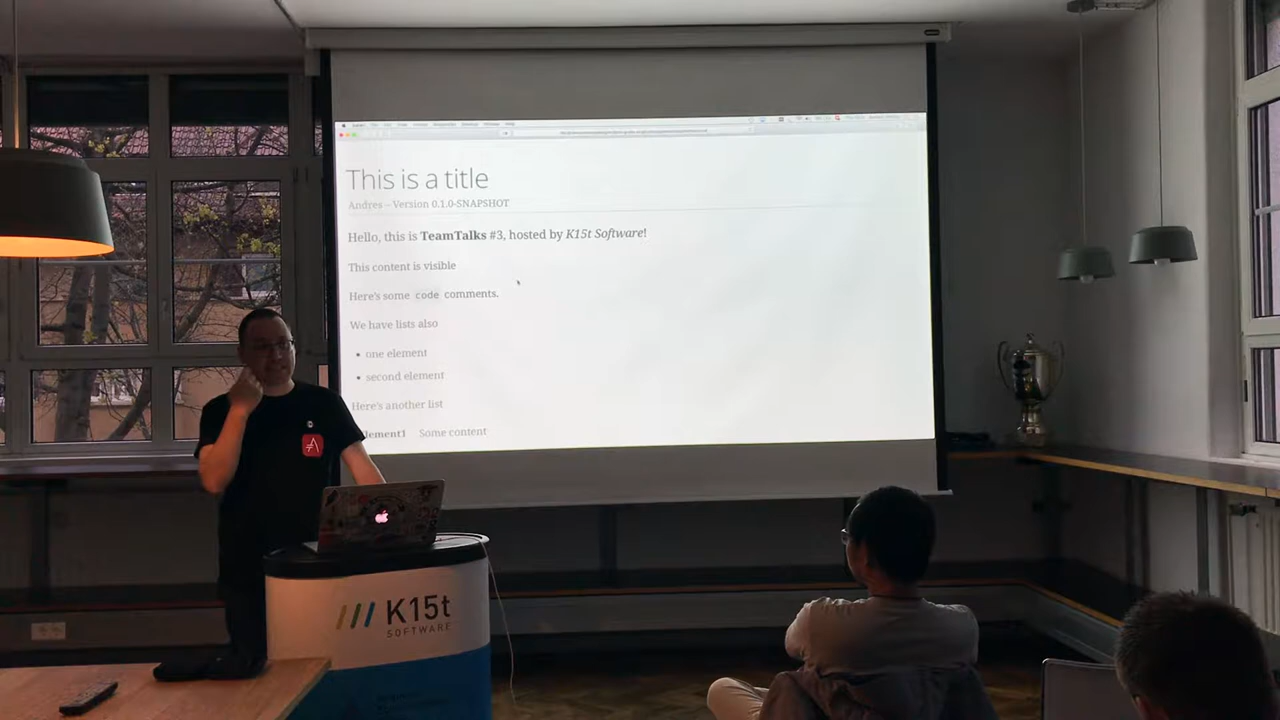 This is a title
Andres – Version 0.1.0-SNAPSHOT
Hello, this is TeamTalks #3, hosted by K15t Software!
This content is visible
Here's some code comments.
We have lists also
• one element
• second element
Here's another list
lement1 Some content
K15t
SOFTWARE